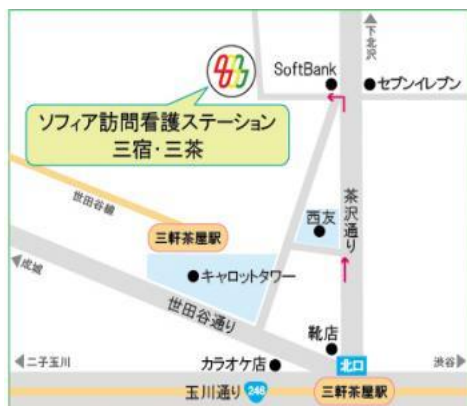 下北沢
SoftBank
セブンイレブン
ソフィア訪問看護ステーション
三宿・三茶
世田谷線
三軒茶屋駅
西友
茶沢通り
キャロットタワー
成城
世田谷通り
靴店
二子玉川
カラオケ店
北口
渋谷
玉川通り 246
三軒茶屋駅